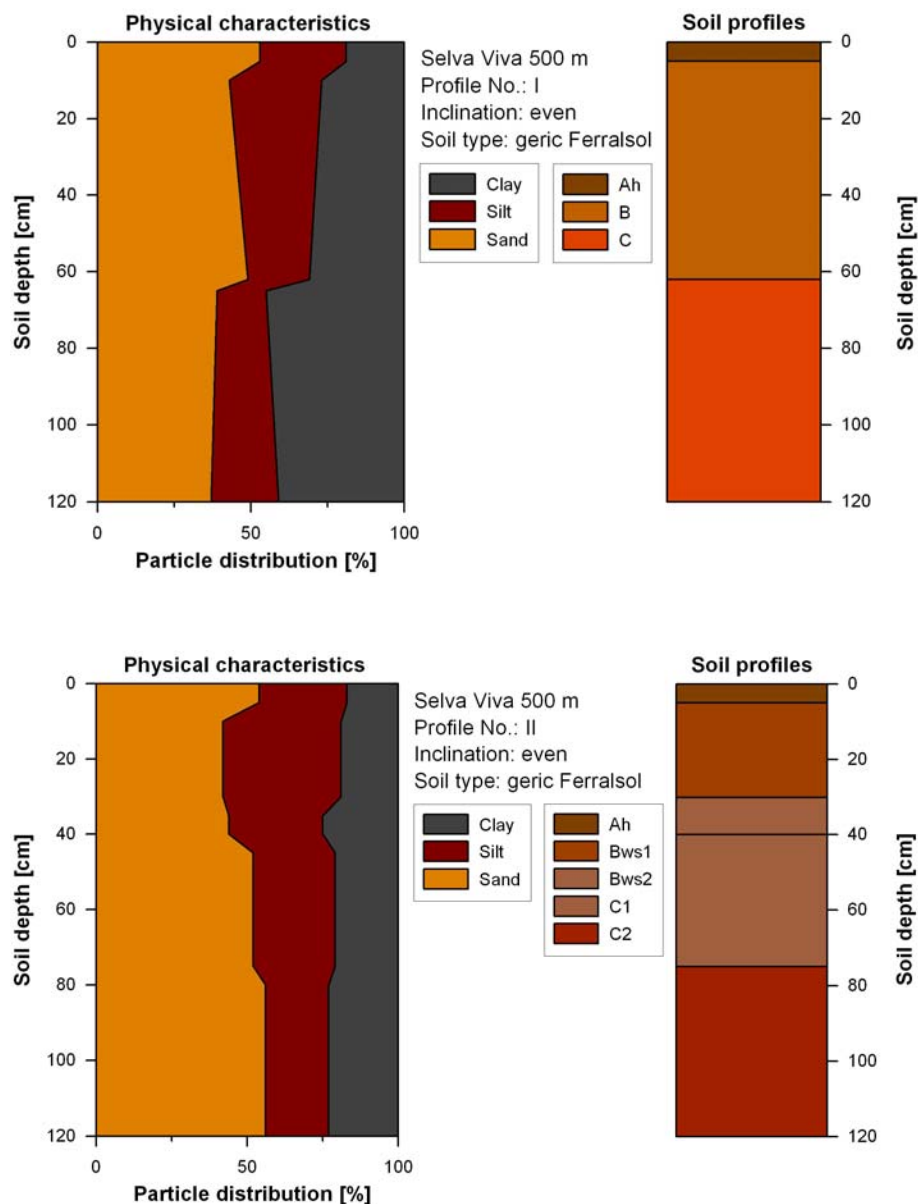 Physical characteristics
Soil profiles
Selva Viva 500 m
Profile No.: I
Inclination: even
Soil type: geric Ferralsol
Clay
Silt
Sand
Ah
B
C
0
20
40
60
80
100
120
Soil depth [cm]
0
50
100
Particle distribution [%]
0
20
40
60
80
100
120
Soil depth [cm]
Physical characteristics
Soil profiles
Selva Viva 500 m
Profile No.: II
Inclination: even
Soil type: geric Ferralsol
Clay
Silt
Sand
Ah
Bws1
Bws2
C1
C2
0
20
40
60
80
100
120
Soil depth [cm]
0
50
100
Particle distribution [%]
0
20
40
60
80
100
120
Soil depth [cm]